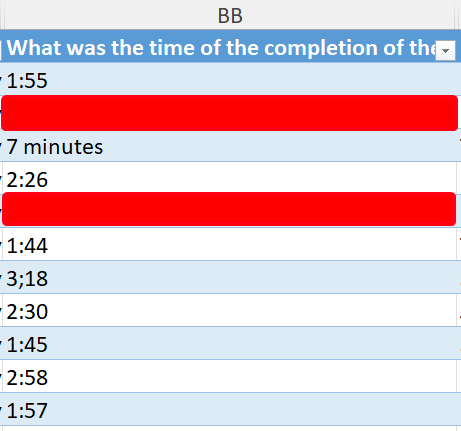 BB
What was the time of the completion of the
1:55
7 minutes
2:26
1:44
3;18
2:30
1:45
2:58
1:57